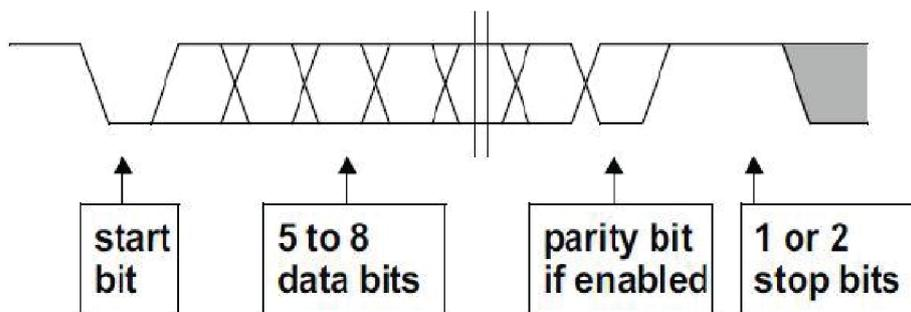 start
bit
5 to 8
data bits
parity bit
if enabled
1 or 2
stop bits